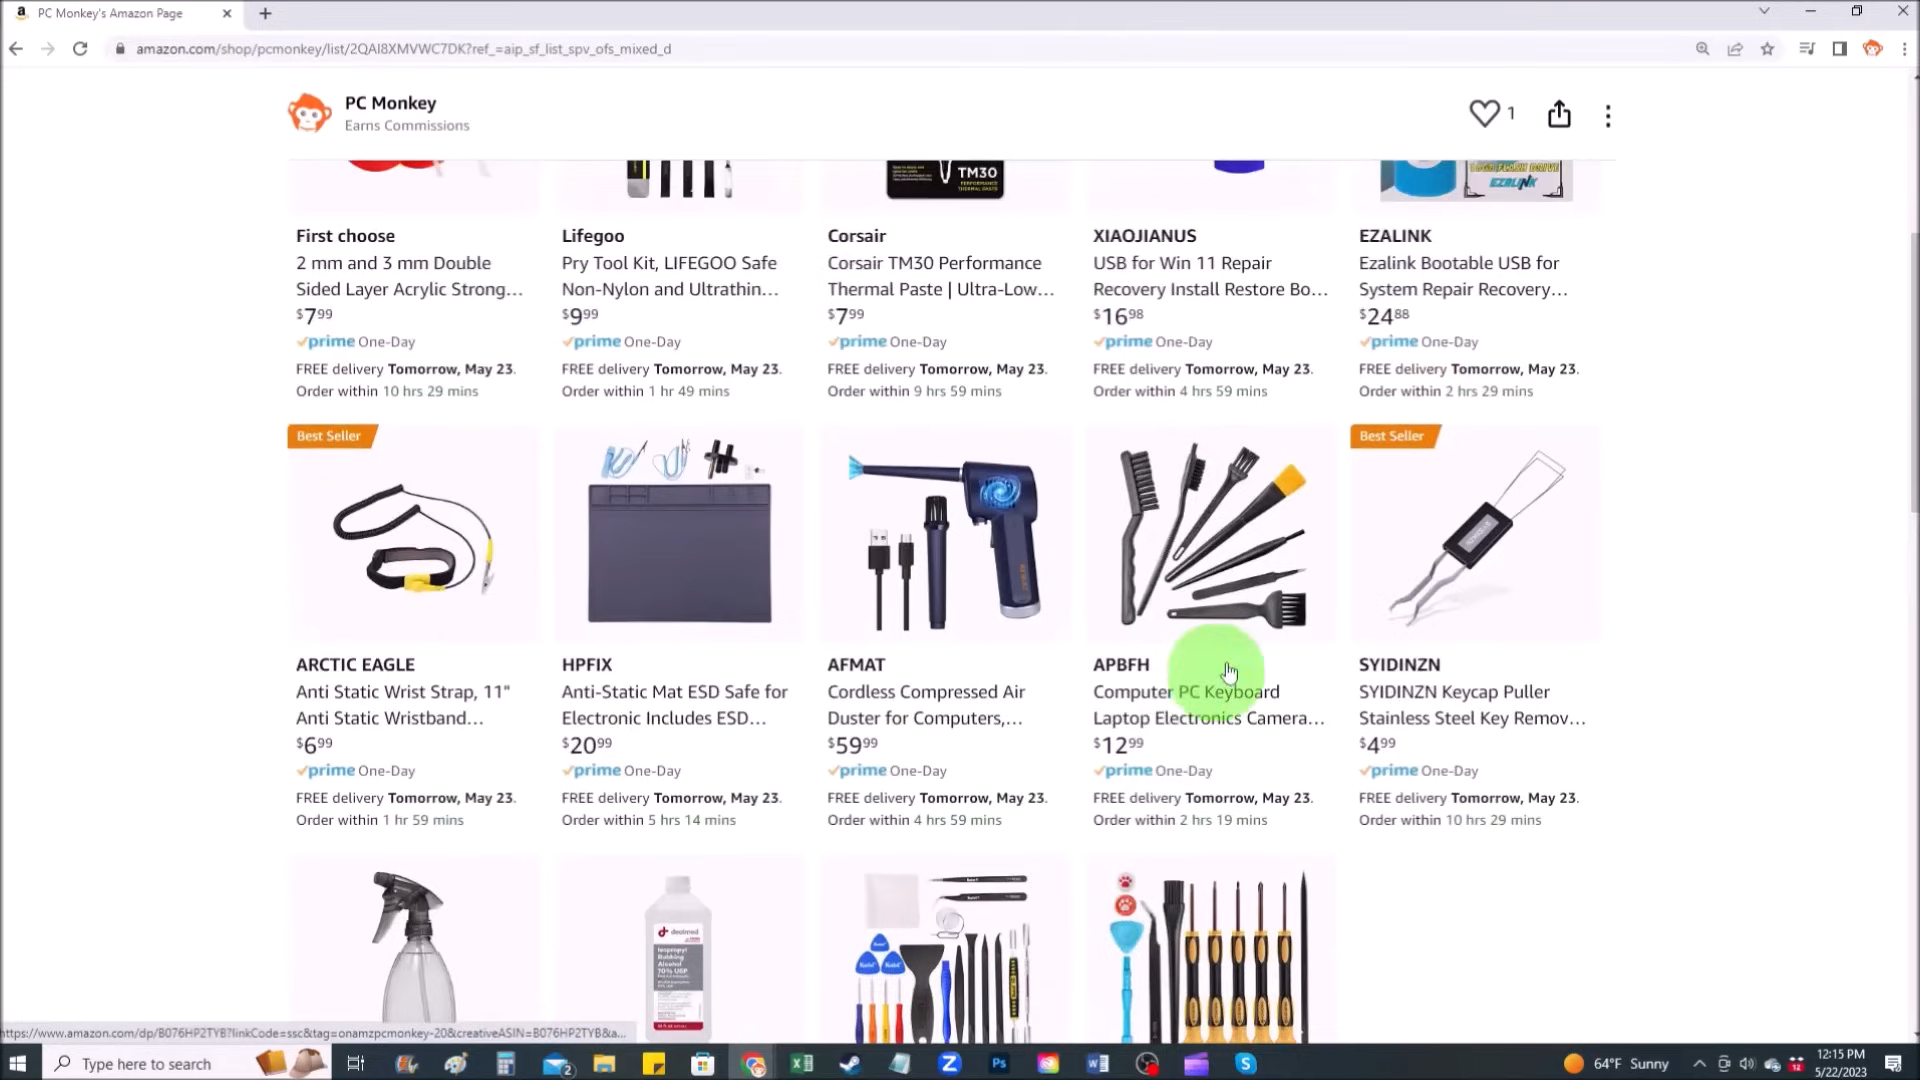 PC Monkey's Amazon Page
amazon.com/shop/pcmonkey/list/2QAI8XMVWC7DK?ref_=aip_sf_list_spv_ofs_mixed_d
PC Monkey
Earns Commissions
1
TM30
PERFORMANCE
THERMAL PASTE
EZALINK
First choose
2 mm and 3 mm Double
Sided Layer Acrylic Strong...
$7.99
prime One-Day
FREE delivery Tomorrow, May 23.
Order within 10 hrs 29 mins
Lifegoo
Pry Tool Kit, LIFEGOO Safe
Non-Nylon and Ultrathin...
$9.99
prime One-Day
FREE delivery Tomorrow, May 23.
Order within 1 hr 49 mins
Corsair
Corsair TM30 Performance
Thermal Paste | Ultra-Low...
$7.99
prime One-Day
FREE delivery Tomorrow, May 23.
Order within 9 hrs 59 mins
XIAOJIANUS
USB for Win 11 Repair
Recovery Install Restore Bo...
$16.98
prime One-Day
FREE delivery Tomorrow, May 23.
Order within 4 hrs 59 mins
EZALINK
Ezalink Bootable USB for
System Repair Recovery...
$24.88
prime One-Day
FREE delivery Tomorrow, May 23.
Order within 2 hrs 29 mins
Best Seller
ARCTIC EAGLE
Anti Static Wrist Strap, 11"
Anti Static Wristband...
$6.99
prime One-Day
FREE delivery Tomorrow, May 23.
Order within 1 hr 59 mins
HPFIX
Anti-Static Mat ESD Safe for
Electronic Includes ESD...
$20.99
prime One-Day
FREE delivery Tomorrow, May 23.
Order within 5 hrs 14 mins
AFMAT
Cordless Compressed Air
Duster for Computers,...
$59.99
prime One-Day
FREE delivery Tomorrow, May 23.
Order within 4 hrs 59 mins
APBFH
Computer PC Keyboard
Laptop Electronics Camera...
$12.99
prime One-Day
FREE delivery Tomorrow, May 23.
Order within 2 hrs 19 mins
Best Seller
SYIDINZN
SYIDINZN Keycap Puller
Stainless Steel Key Remov...
$4.99
prime One-Day
FREE delivery Tomorrow, May 23.
Order within 10 hrs 29 mins
dealmed
Isopropyl
Rubbing
Alcohol
70% USP
https://www.amazon.com/dp/B076HP2TYB?linkCode=ssc&tag=onamzpcmonkey-20&creativeASIN=B076HP2TYB&a...
Type here to search
2
Ps
64°F Sunny
12
12:15 PM
5/22/2023